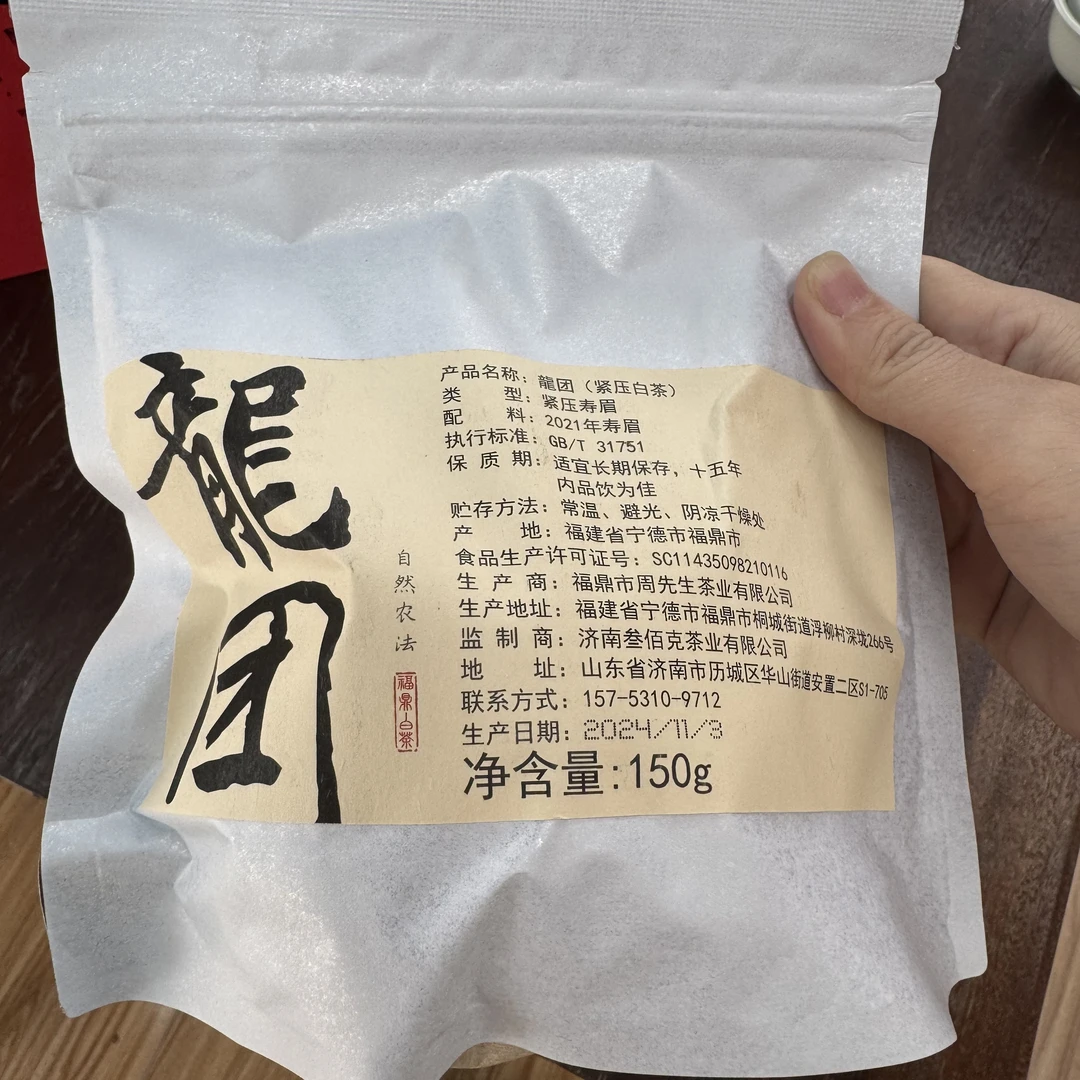 龍团
自然农法
福鼎白茶
产品名称：龍团（紧压白茶）
类 型：紧压寿眉
配 料：2021年寿眉
执行标准：GB/T 31751
保 质 期：适宜长期保存，十五年
内品饮为佳
贮存方法：常温、避光、阴凉干燥处
产 地：福建省宁德市福鼎市
食品生产许可证号：SC11435098210116
生 产 商：福鼎市周先生茶业有限公司
生产地址：福建省宁德市福鼎市桐城街道浮柳村深垅266号
监 制 商：济南叁佰克茶业有限公司
地 址：山东省济南市历城区华山街道安置二区S1-705
联系方式：157-5310-9712
生产日期：2024/11/3
净含量:150g